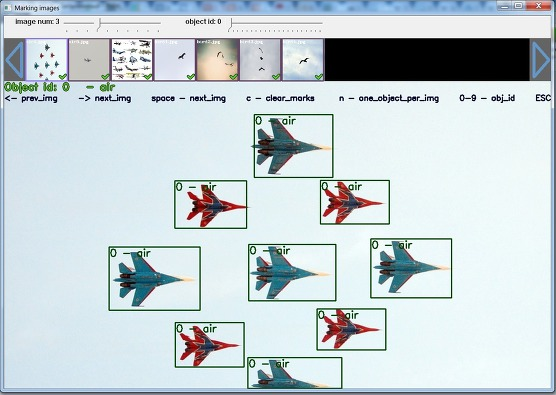 Marking images
image num: 3
object id: 0
bird2.jpg
Object id: 0 - air
<- prev_img -> next_img space - next_img c - clear_marks n - one_object_per_img 0-9 - obj_id ESC
0 - air
0 - air
0 - air
0 - air
0 - air
0 - air
0 - air
0 - air
0 - air